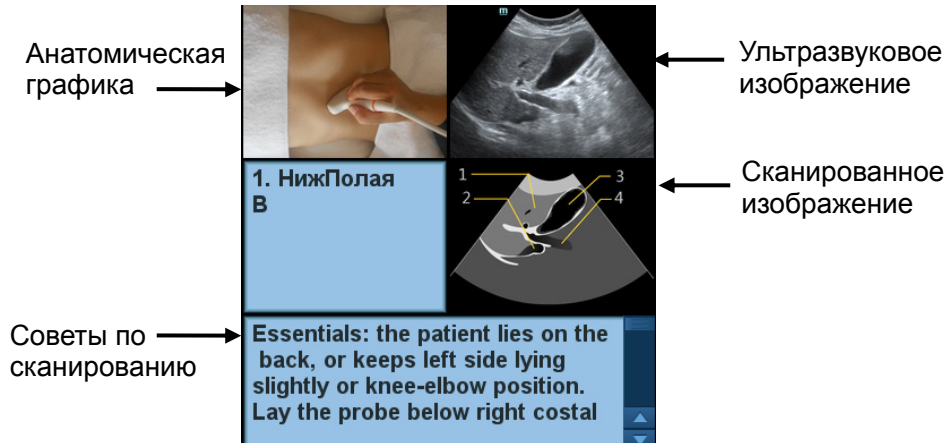 Анатомическая
графика
Ультразвуковое
изображение
m
1. НижПолая
В
1
2
3
4
Сканированное
изображение
Советы по
сканированию
Essentials: the patient lies on the
back, or keeps left side lying
slightly or knee-elbow position.
Lay the probe below right costal